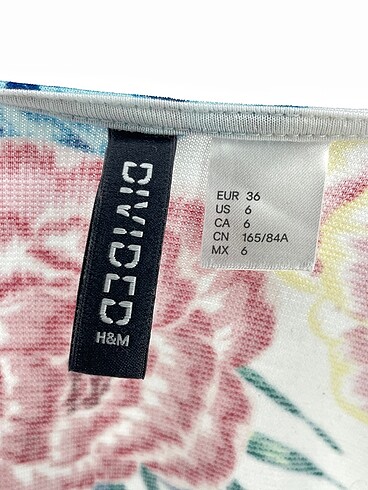 DIVIDED
H&M
EUR 36
US 6
CA 6
CN 165/84A
MX 6